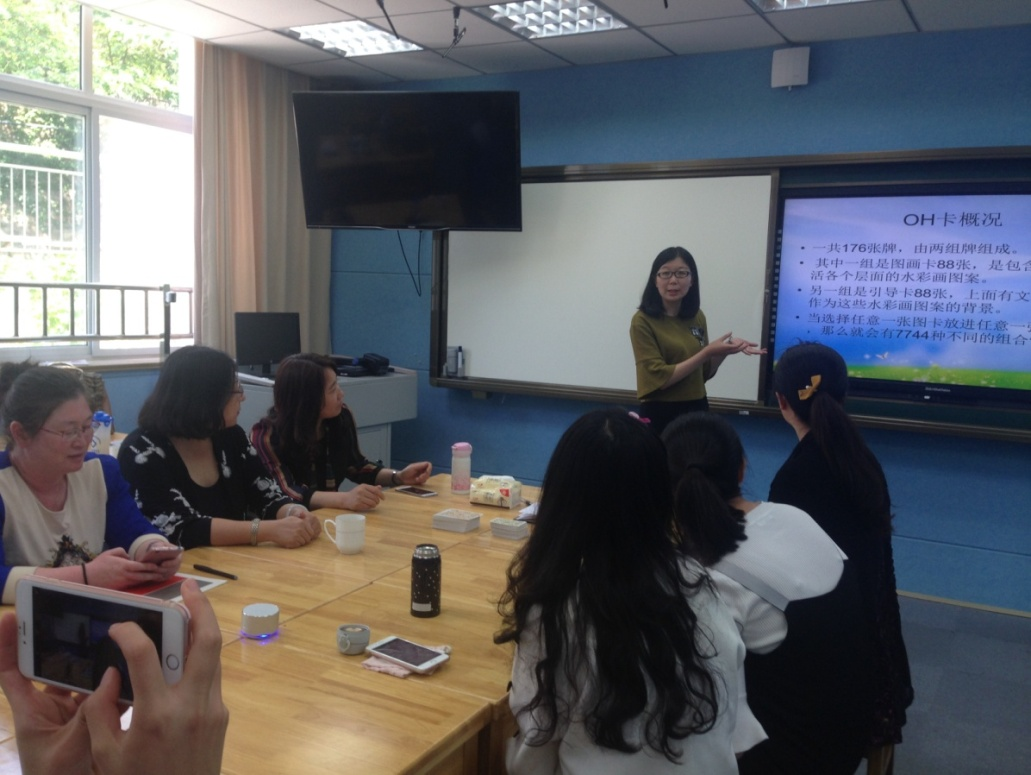 OH卡概况
• 一共176张牌，由两组牌组成。
• 其中一组是图画卡88张，是包含
活各个层面的水彩画图案。
• 另一组是引导卡88张，上面有文
作为这些水彩画图案的背景。
• 当选择任意一张图卡放进任意一
，那么就会有7744种不同的组合